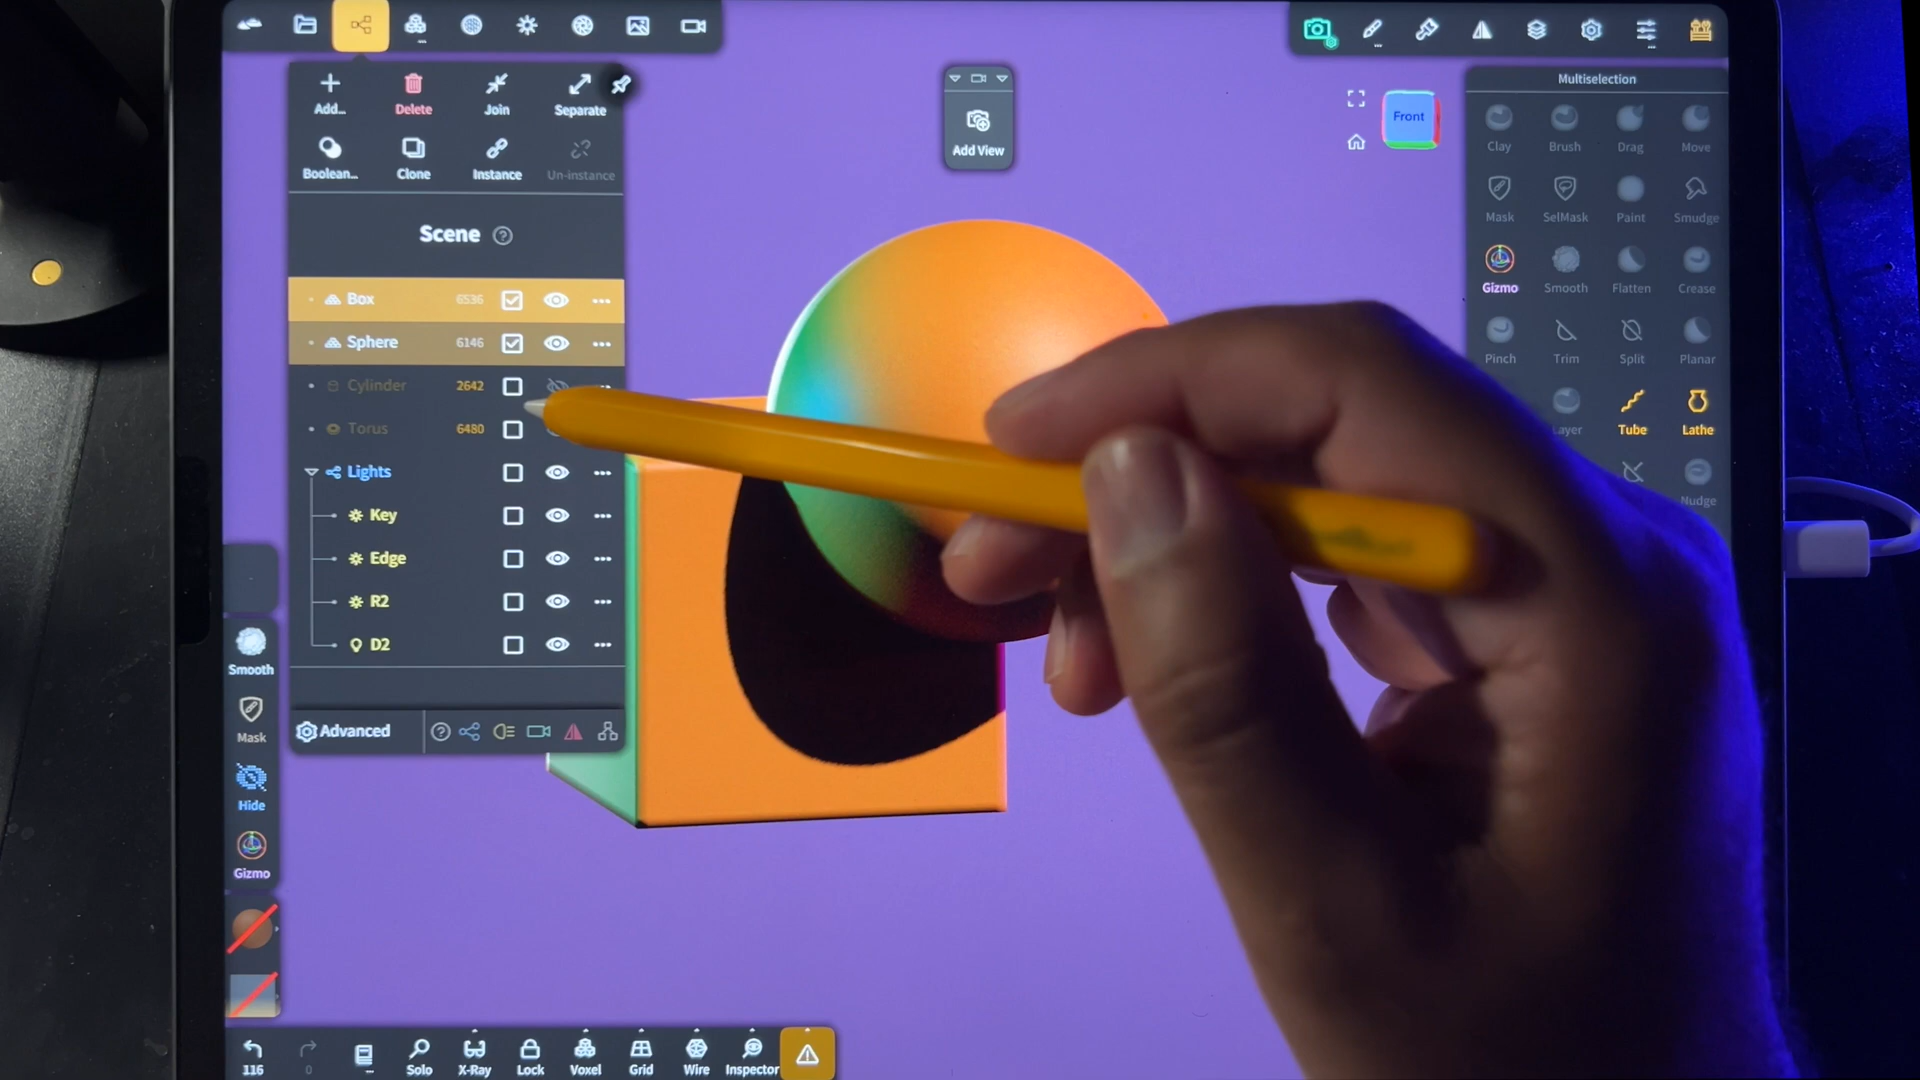 Add...
Delete
Join
Separate
Boolean...
Clone
Instance
Un-instance
Scene
Box 6536
Sphere 6146
Cylinder 2642
Torus 6480
Lights
Key
Edge
R2
D2
Advanced
Smooth
Mask
Hide
Gizmo
116
0
Solo
X-Ray
Lock
Voxel
Grid
Wire
Inspector
Add View
Front
Multiselection
Clay Brush Drag Move
Mask SelMask Paint Smudge
Gizmo Smooth Flatten Crease
Pinch Trim Split Planar
Layer Tube Lathe
Nudge